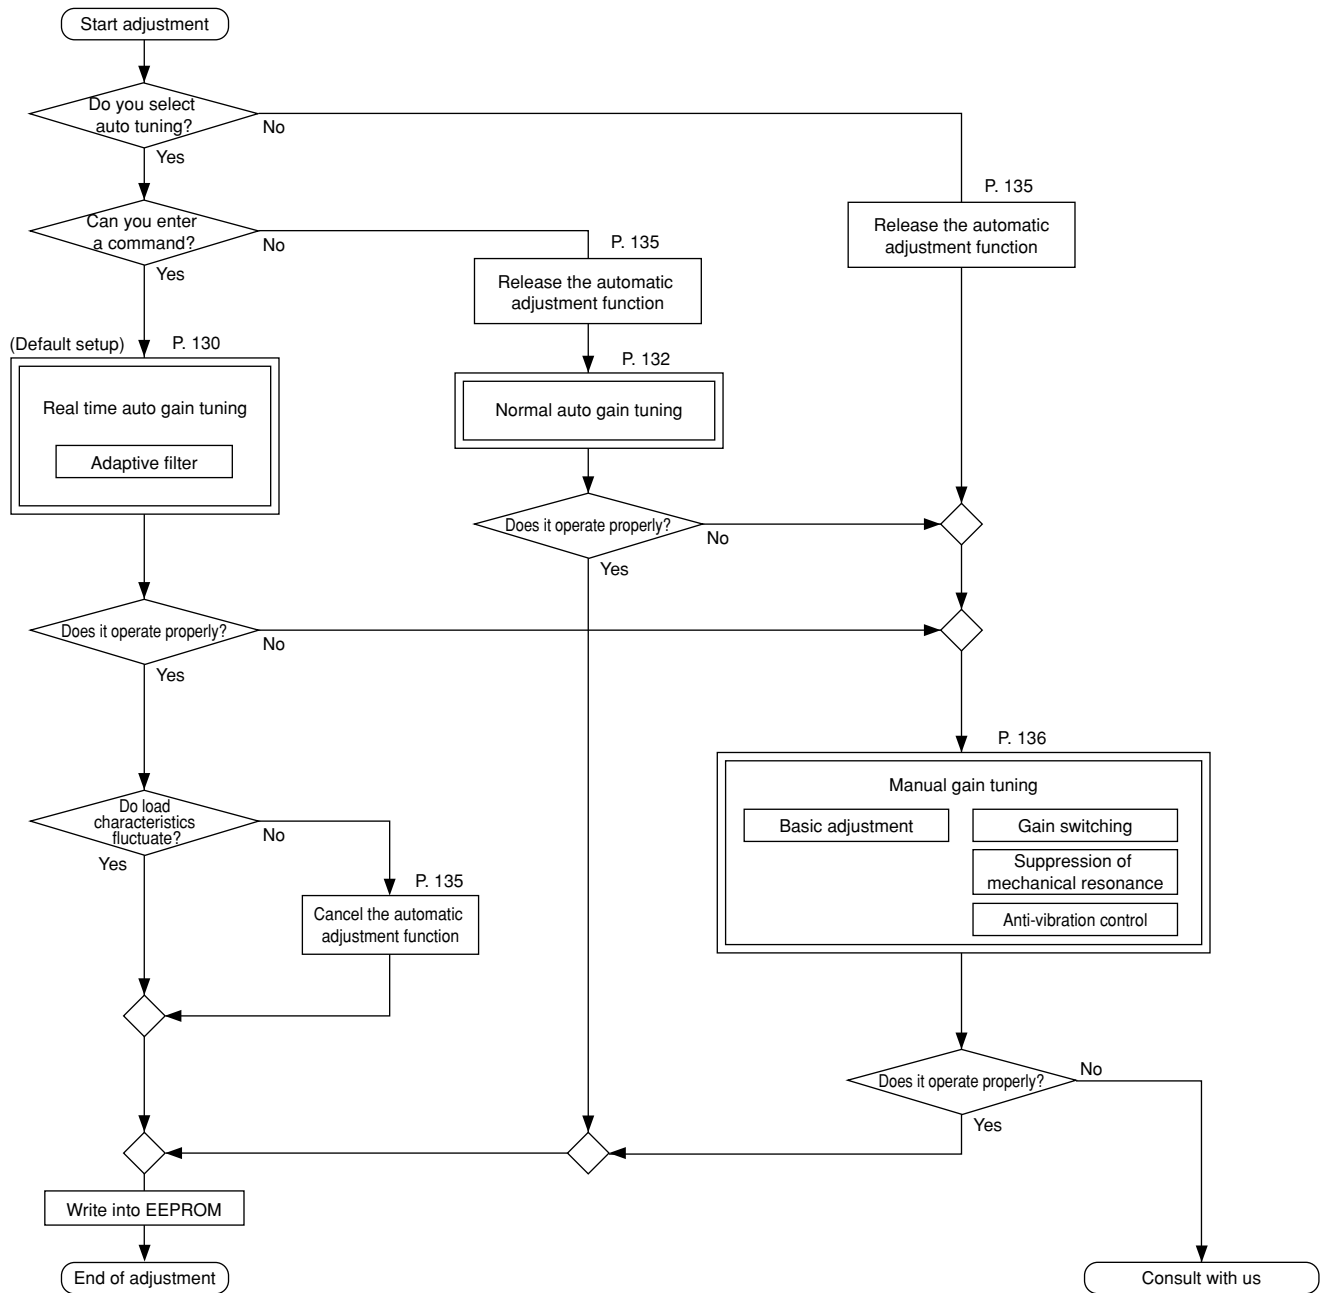 Start adjustment
Do you select
auto tuning?
No
Yes
P. 135
Release the automatic
adjustment function
Can you enter
a command?
No
Yes
P. 135
Release the automatic
adjustment function
(Default setup)
P. 130
Real time auto gain tuning
Adaptive filter
P. 132
Normal auto gain tuning
Does it operate properly?
No
Yes
Does it operate properly?
No
Yes
P. 136
Manual gain tuning
Basic adjustment
Gain switching
Suppression of
mechanical resonance
Anti-vibration control
Do load
characteristics
fluctuate?
No
Yes
P. 135
Cancel the automatic
adjustment function
Does it operate properly?
No
Yes
Write into EEPROM
End of adjustment
Consult with us